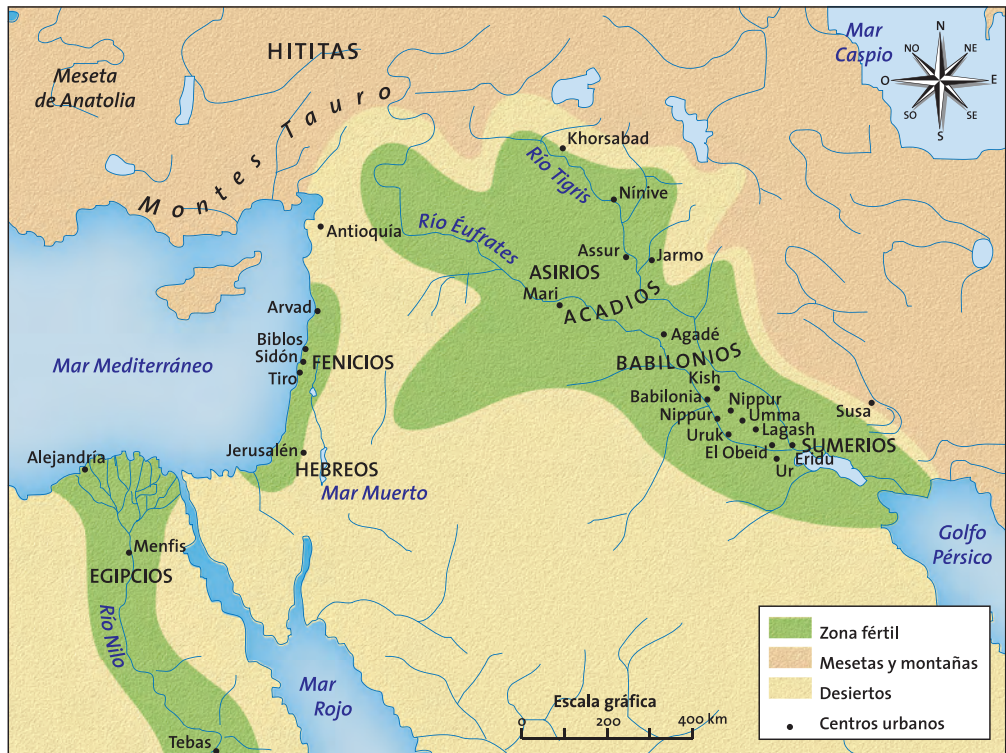 HITITAS
Meseta
de Anatolia
Mar
Caspio
N
NO
NE
O
E
SO
SE
S
Montes Tauro
Khorsabad
Río Tigris
Nínive
Antioquía
Río Éufrates
Assur
Jarmo
ASIRIOS
Mari
ACADIOS
Arvad
Agadé
Biblos
Sidón
FENICIOS
Tiro
Mar Mediterráneo
BABILONIOS
Kish
Babilonia
Nippur
Nippur
Umma
Susa
Lagash
Uruk
SUMERIOS
El Obeid
Eridu
Ur
Jerusalén
HEBREOS
Alejandría
Mar Muerto
Golfo
Pérsico
Menfis
EGIPCIOS
Río Nilo
Mar
Rojo
Tebas
Escala gráfica
0 200 400 km
Zona fértil
Mesetas y montañas
Desiertos
Centros urbanos